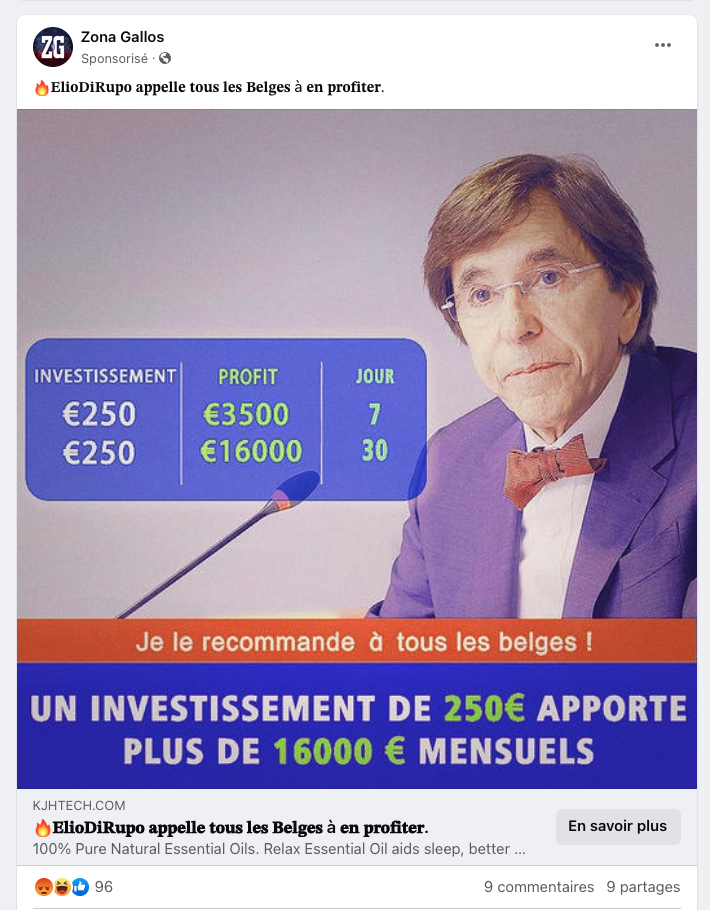 ZG
Zona Gallos
Sponsorisé ·
🔥ElioDiRupo appelle tous les Belges à en profiter.
INVESTISSEMENT PROFIT JOUR
€250 €3500 7
€250 €16000 30
Je le recommande à tous les belges !
UN INVESTISSEMENT DE 250€ APPORTE
PLUS DE 16000 € MENSUELS
KJHTECH.COM
🔥ElioDiRupo appelle tous les Belges à en profiter.
En savoir plus
100% Pure Natural Essential Oils. Relax Essential Oil aids sleep, better ...
96 9 commentaires 9 partages